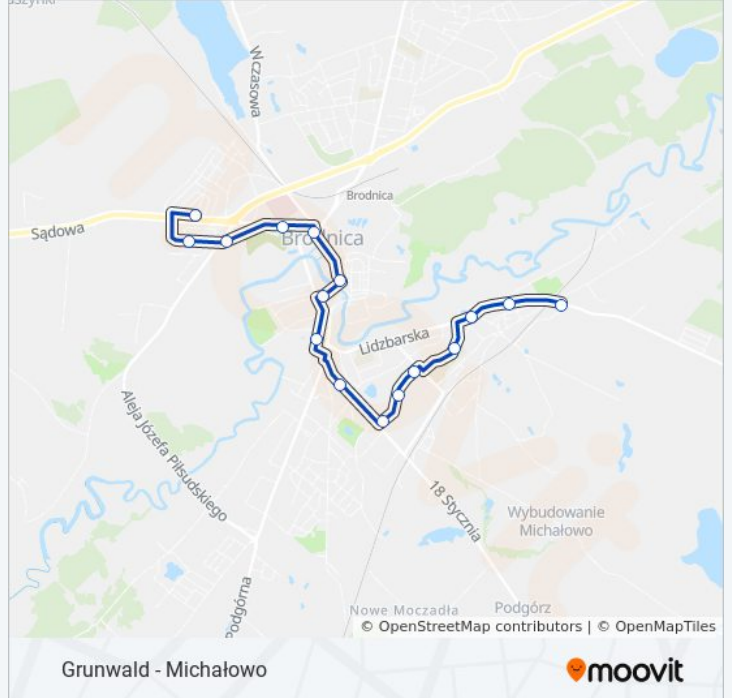 Wczasowa
Brodnica
Sądowa
Brodnica
Lidzbarska
Aleja Józefa Piłsudskiego
18 Stycznia
Wybudowanie
Michałowo
Podgórna
Nowe Moczadła
Podgórz
© OpenStreetMap contributors | © OpenMapTiles
Grunwald - Michałowo
moovit